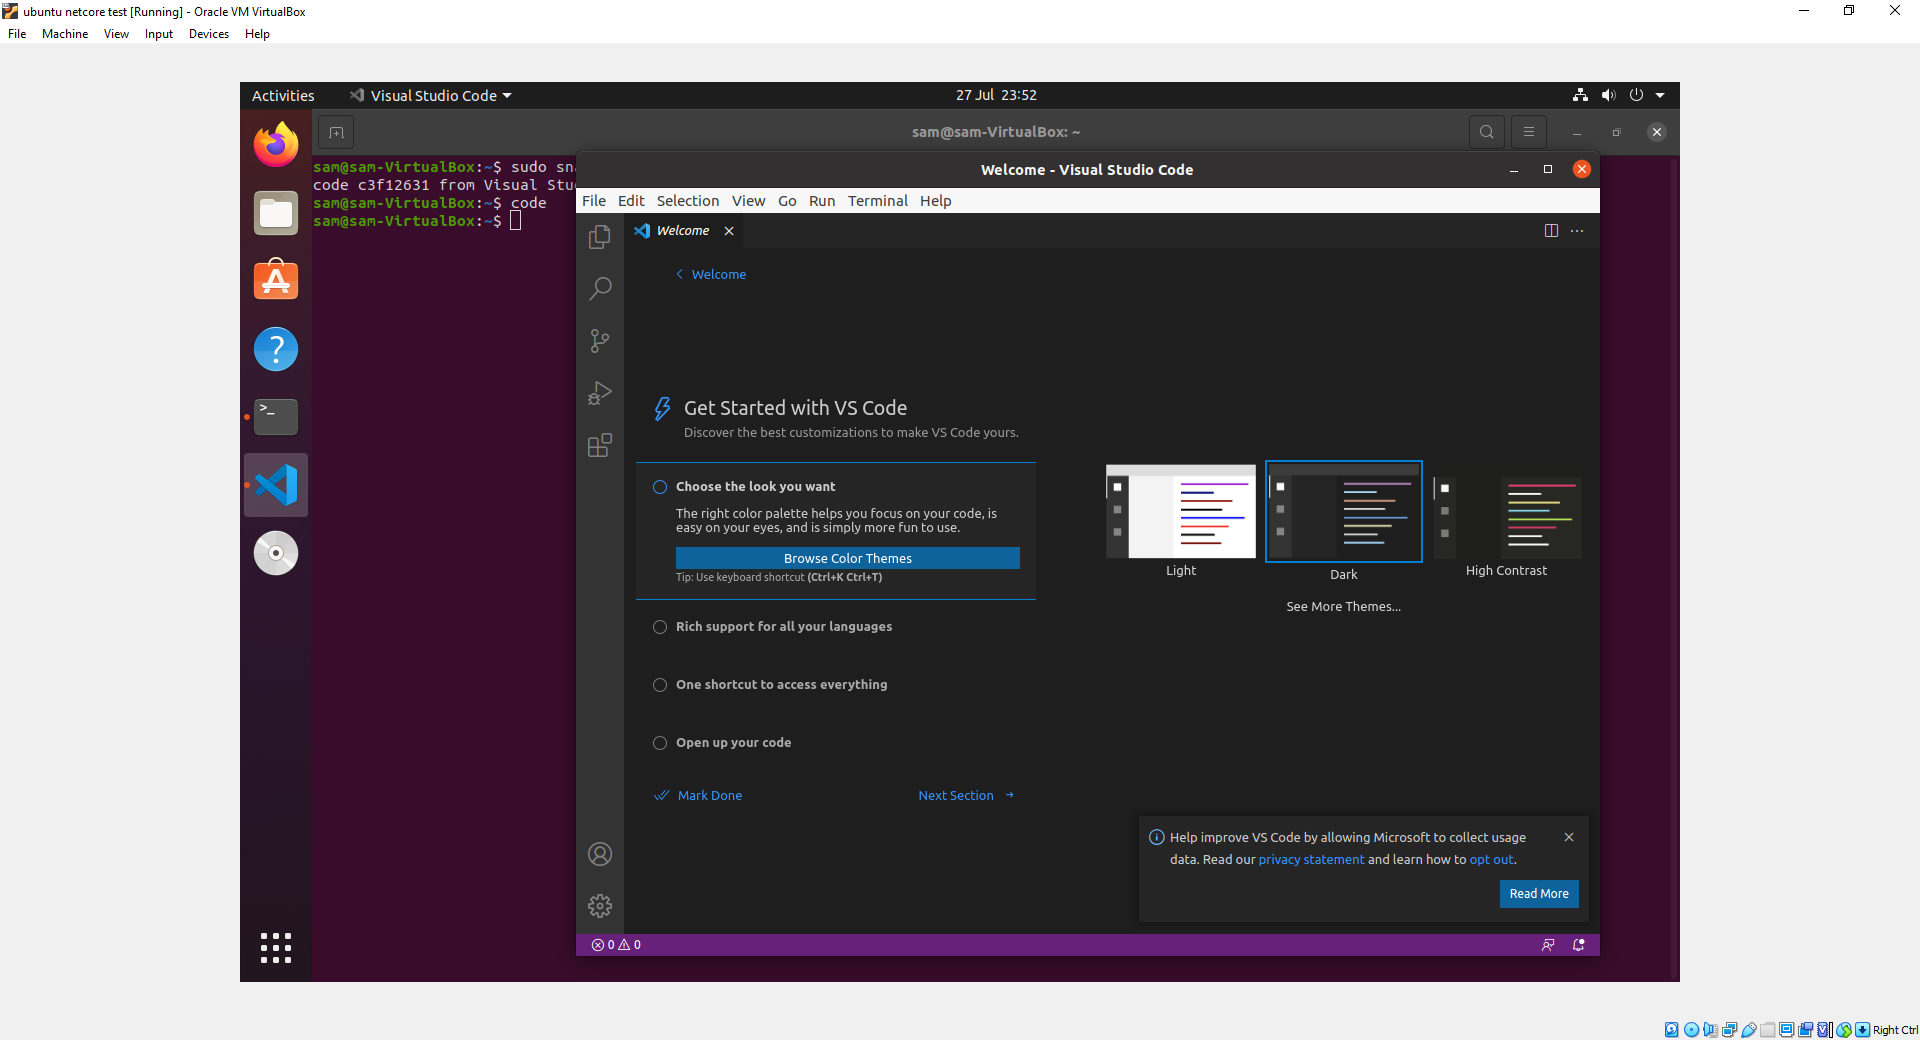 ubuntu netcore test [Running] - Oracle VM VirtualBox
File Machine View Input Devices Help
Activities Visual Studio Code 27 Jul 23:52
sam@sam-VirtualBox: ~
sam@sam-VirtualBox:~$ sudo sn
code c3f12631 from Visual Stu
sam@sam-VirtualBox:~$ code
sam@sam-VirtualBox:~$
Welcome - Visual Studio Code
File Edit Selection View Go Run Terminal Help
Welcome
Welcome
Get Started with VS Code
Discover the best customizations to make VS Code yours.
Choose the look you want
The right color palette helps you focus on your code, is
easy on your eyes, and is simply more fun to use.
Browse Color Themes
Tip: Use keyboard shortcut (Ctrl+K Ctrl+T)
Rich support for all your languages
One shortcut to access everything
Open up your code
Mark Done Next Section
Light Dark High Contrast
See More Themes...
Help improve VS Code by allowing Microsoft to collect usage
data. Read our privacy statement and learn how to opt out.
Read More
0 0
Right Ctrl